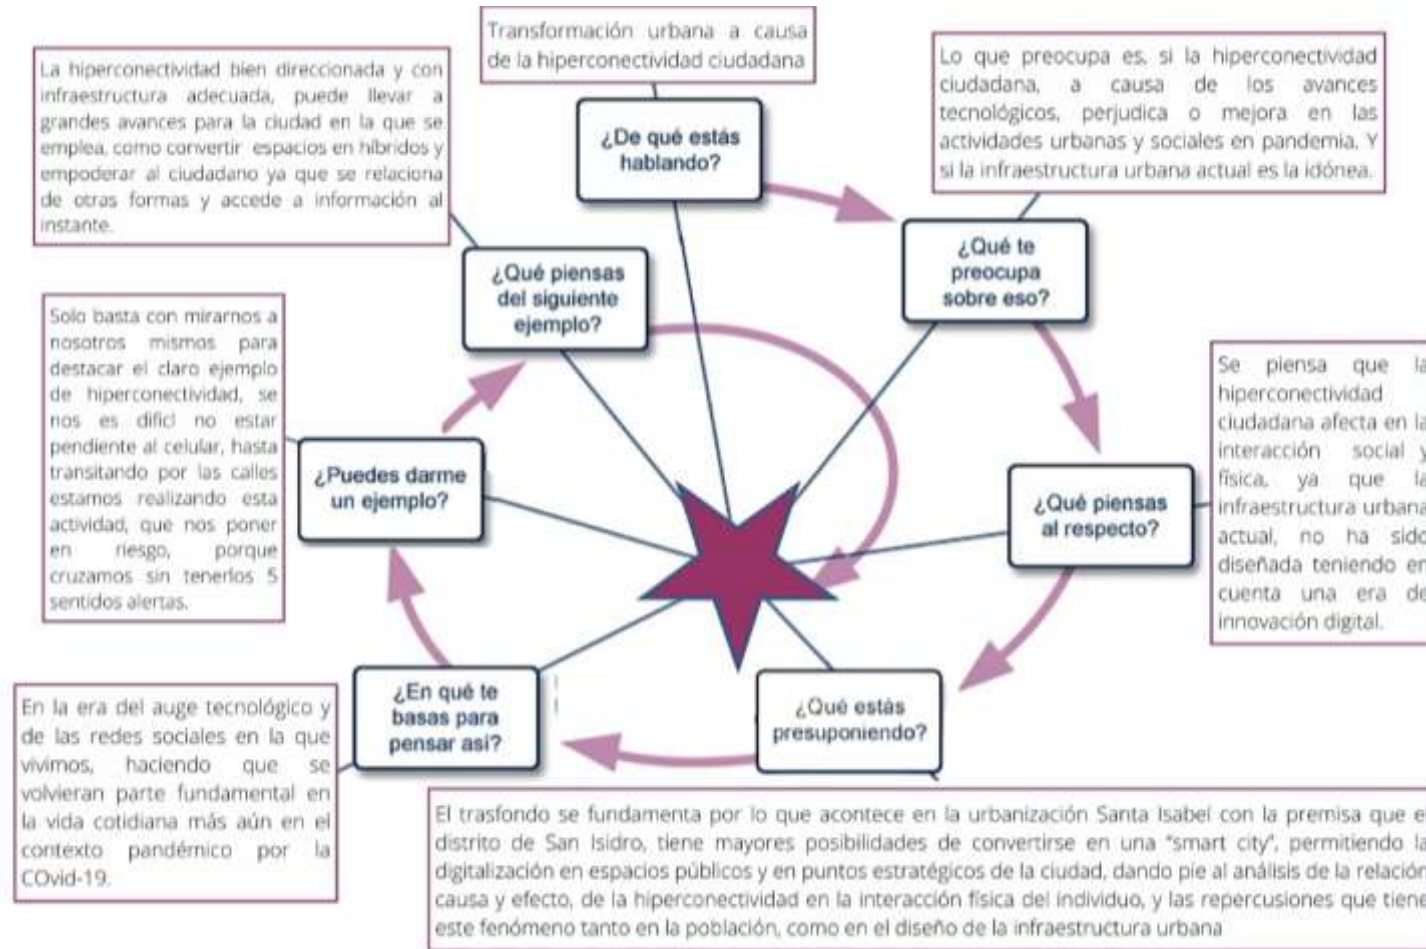 Transformación urbana a causa
de la hiperconectividad ciudadana
¿De qué estás
hablando?
Lo que preocupa es, si la hiperconectividad
ciudadana, a causa de los avances
tecnológicos, perjudica o mejora en las
actividades urbanas y sociales en pandemia. Y
si la infraestructura urbana actual es la idónea.
¿Qué te
preocupa
sobre eso?
Se piensa que la
hiperconectividad
ciudadana afecta en la
interacción social y
física, ya que la
infraestructura urbana
actual, no ha sido
diseñada teniendo en
cuenta una era de
innovación digital.
¿Qué piensas
al respecto?
¿Qué estás
presuponiendo?
El trasfondo se fundamenta por lo que acontece en la urbanización Santa Isabel con la premisa que el
distrito de San Isidro, tiene mayores posibilidades de convertirse en una "smart city", permitiendo la
digitalización en espacios públicos y en puntos estratégicos de la ciudad, dando pie al análisis de la relación
causa y efecto, de la hiperconectividad en la interacción física del individuo, y las repercusiones que tiene
este fenómeno tanto en la población, como en el diseño de la infraestructura urbana
¿En qué te
basas para
pensar así?
En la era del auge tecnológico y
de las redes sociales en la que
vivimos, haciendo que se
volvieran parte fundamental en
la vida cotidiana más aún en el
contexto pandémico por la
COvid-19.
¿Puedes darme
un ejemplo?
Solo basta con mirarnos a
nosotros mismos para
destacar el claro ejemplo
de hiperconectividad, se
nos es difícl no estar
pendiente al celular, hasta
transitando por las calles
estamos realizando esta
actividad, que nos poner
en riesgo, porque
cruzamos sin tenerlos 5
sentidos alertas.
¿Qué piensas
del siguiente
ejemplo?
La hiperconectividad bien direccionada y con
infraestructura adecuada, puede llevar a
grandes avances para la ciudad en la que se
emplea, como convertir espacios en híbridos y
empoderar al ciudadano ya que se relaciona
de otras formas y accede a información al
instante.